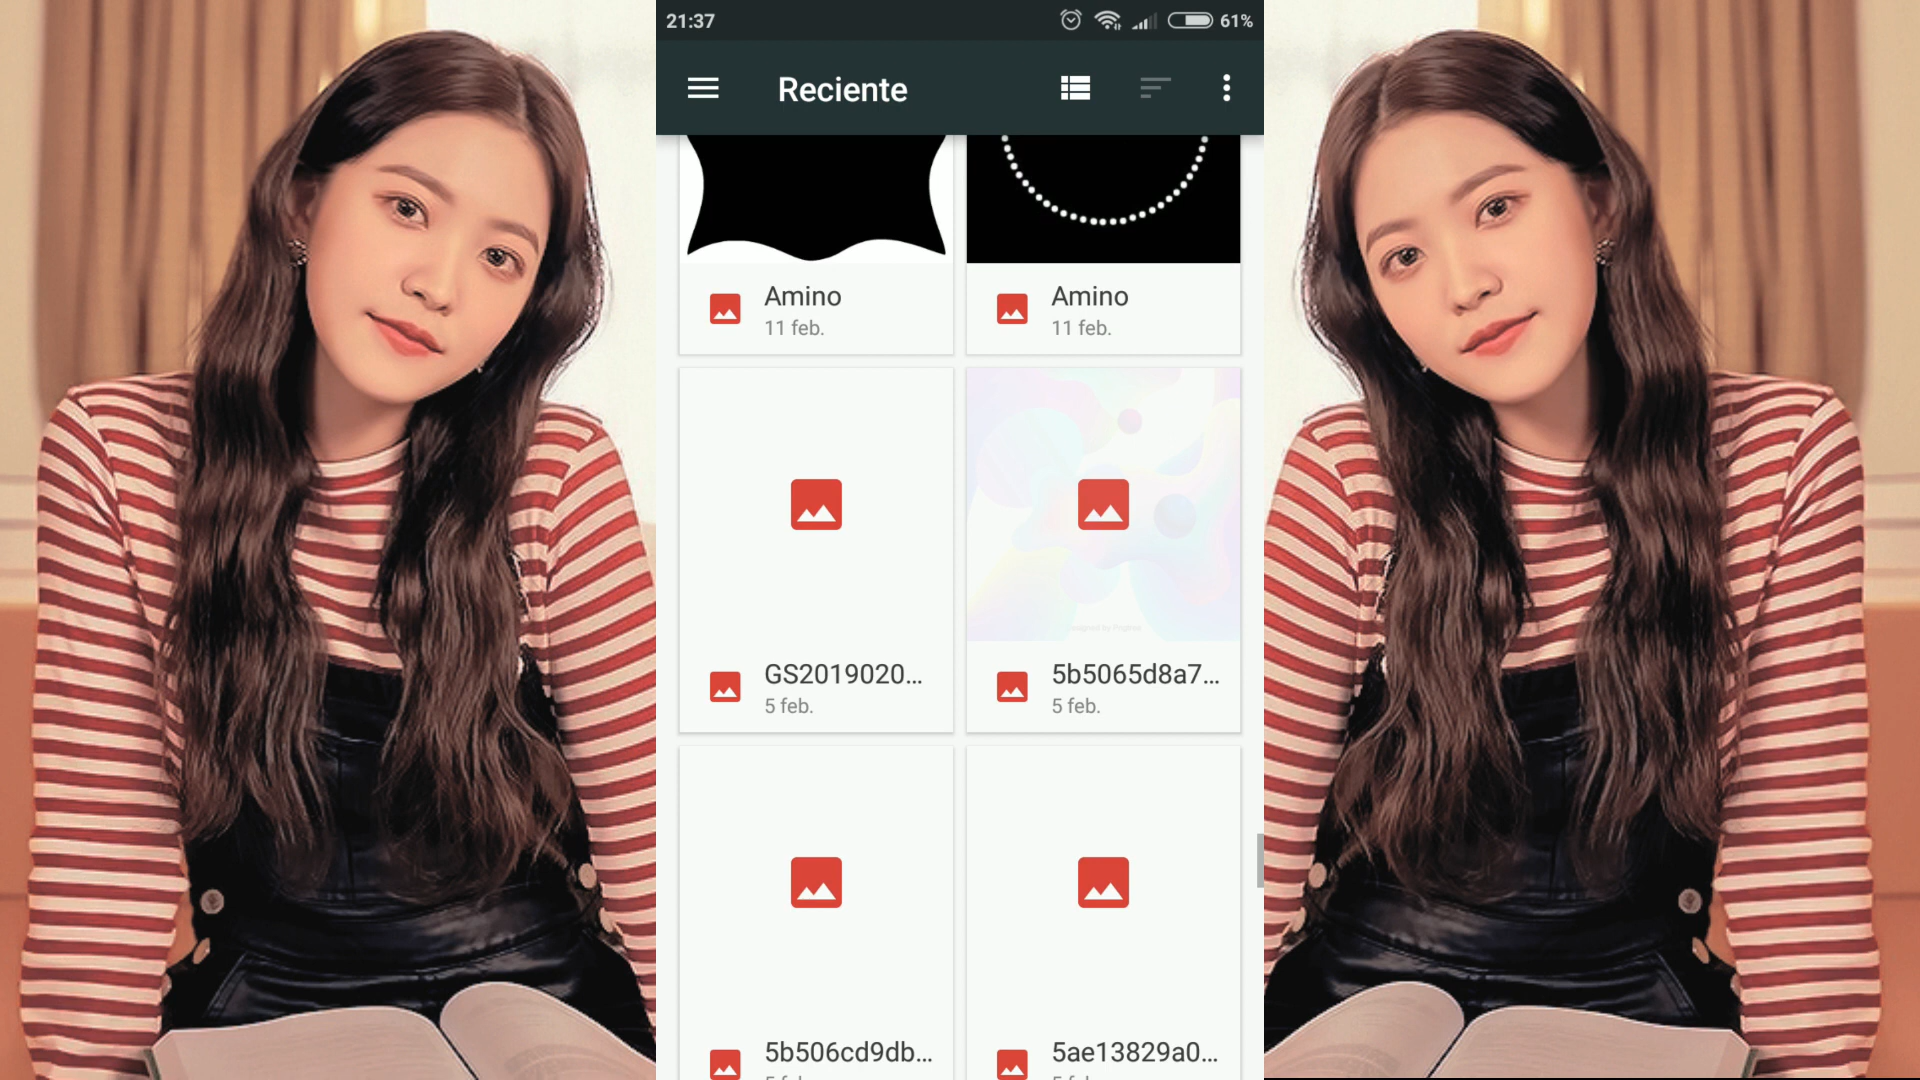 21:37
61%
Reciente
Amino
11 feb.
Amino
11 feb.
GS2019020...
5 feb.
5b5065d8a7...
5 feb.
5b506cd9db...
5ae13829a0...